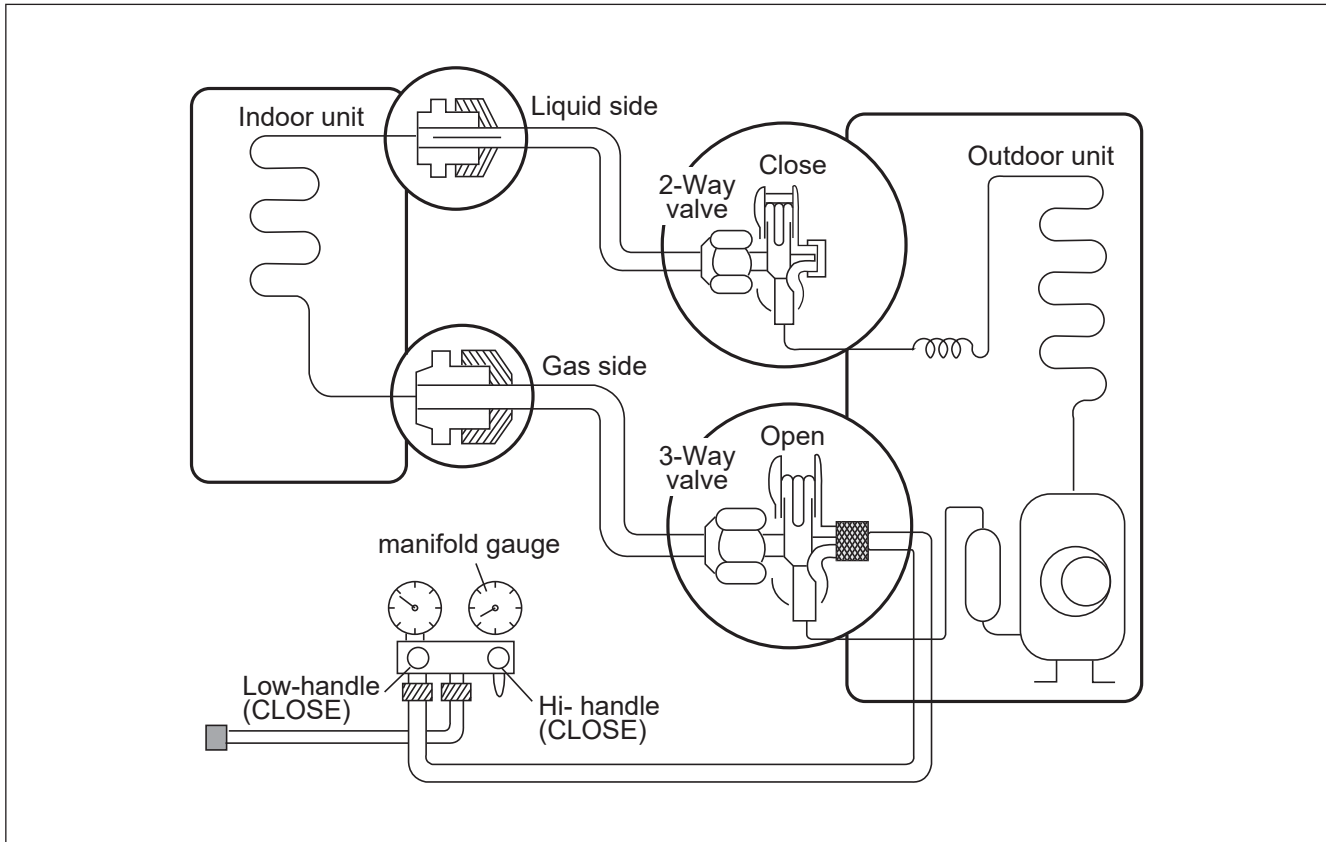 Indoor unit
Liquid side
2-Way
valve
Close
Outdoor unit
Gas side
3-Way
valve
Open
manifold gauge
Low-handle
(CLOSE)
Hi- handle
(CLOSE)